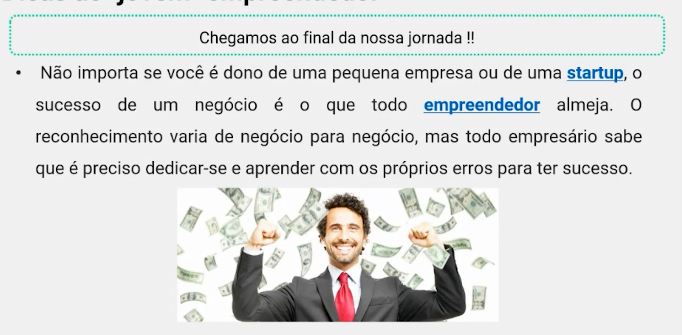 Chegamos ao final da nossa jornada !!
• Não importa se você é dono de uma pequena empresa ou de uma startup, o
sucesso de um negócio é o que todo empreendedor almeja. O
reconhecimento varia de negócio para negócio, mas todo empresário sabe
que é preciso dedicar-se e aprender com os próprios erros para ter sucesso.